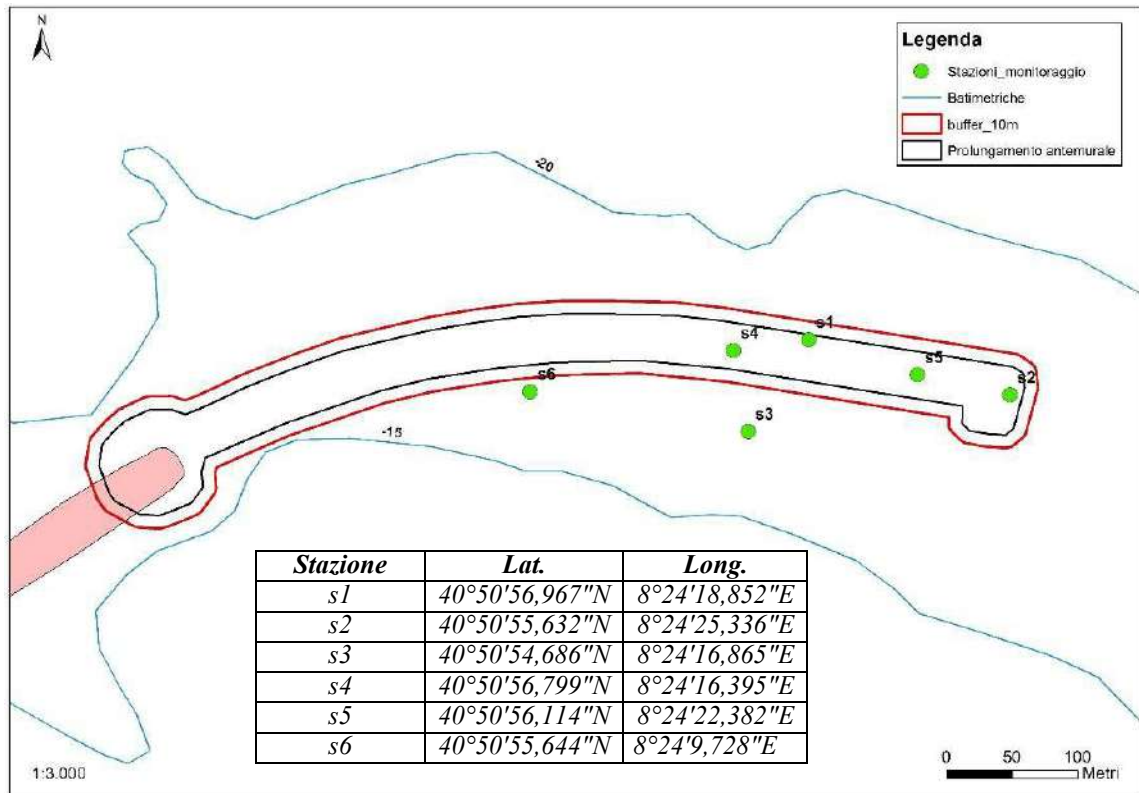 N
Legenda
Stazioni_monitoraggio
Batimetriche
buffer_10m
Prolungamento antemurale
-20
s1
s4
s5
s6
s2
s3
-15
Stazione Lat. Long.
s1 40°50'56,967"N 8°24'18,852"E
s2 40°50'55,632"N 8°24'25,336"E
s3 40°50'54,686"N 8°24'16,865"E
s4 40°50'56,799"N 8°24'16,395"E
s5 40°50'56,114"N 8°24'22,382"E
s6 40°50'55,644"N 8°24'9,728"E
1:3.000
0 50 100
Metri